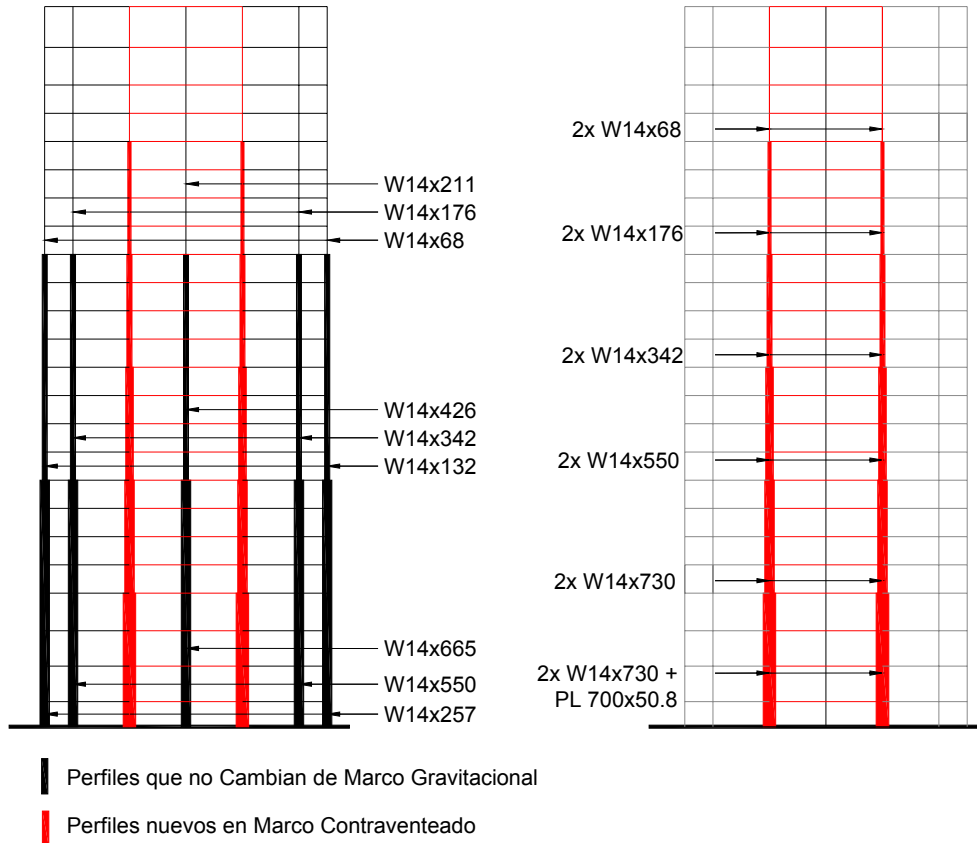 W14x211
W14x176
W14x68
W14x426
W14x342
W14x132
W14x665
W14x550
W14x257
2x W14x68
2x W14x176
2x W14x342
2x W14x550
2x W14x730
2x W14x730 +
PL 700x50.8
Perfiles que no Cambian de Marco Gravitacional
Perfiles nuevos en Marco Contraventeado